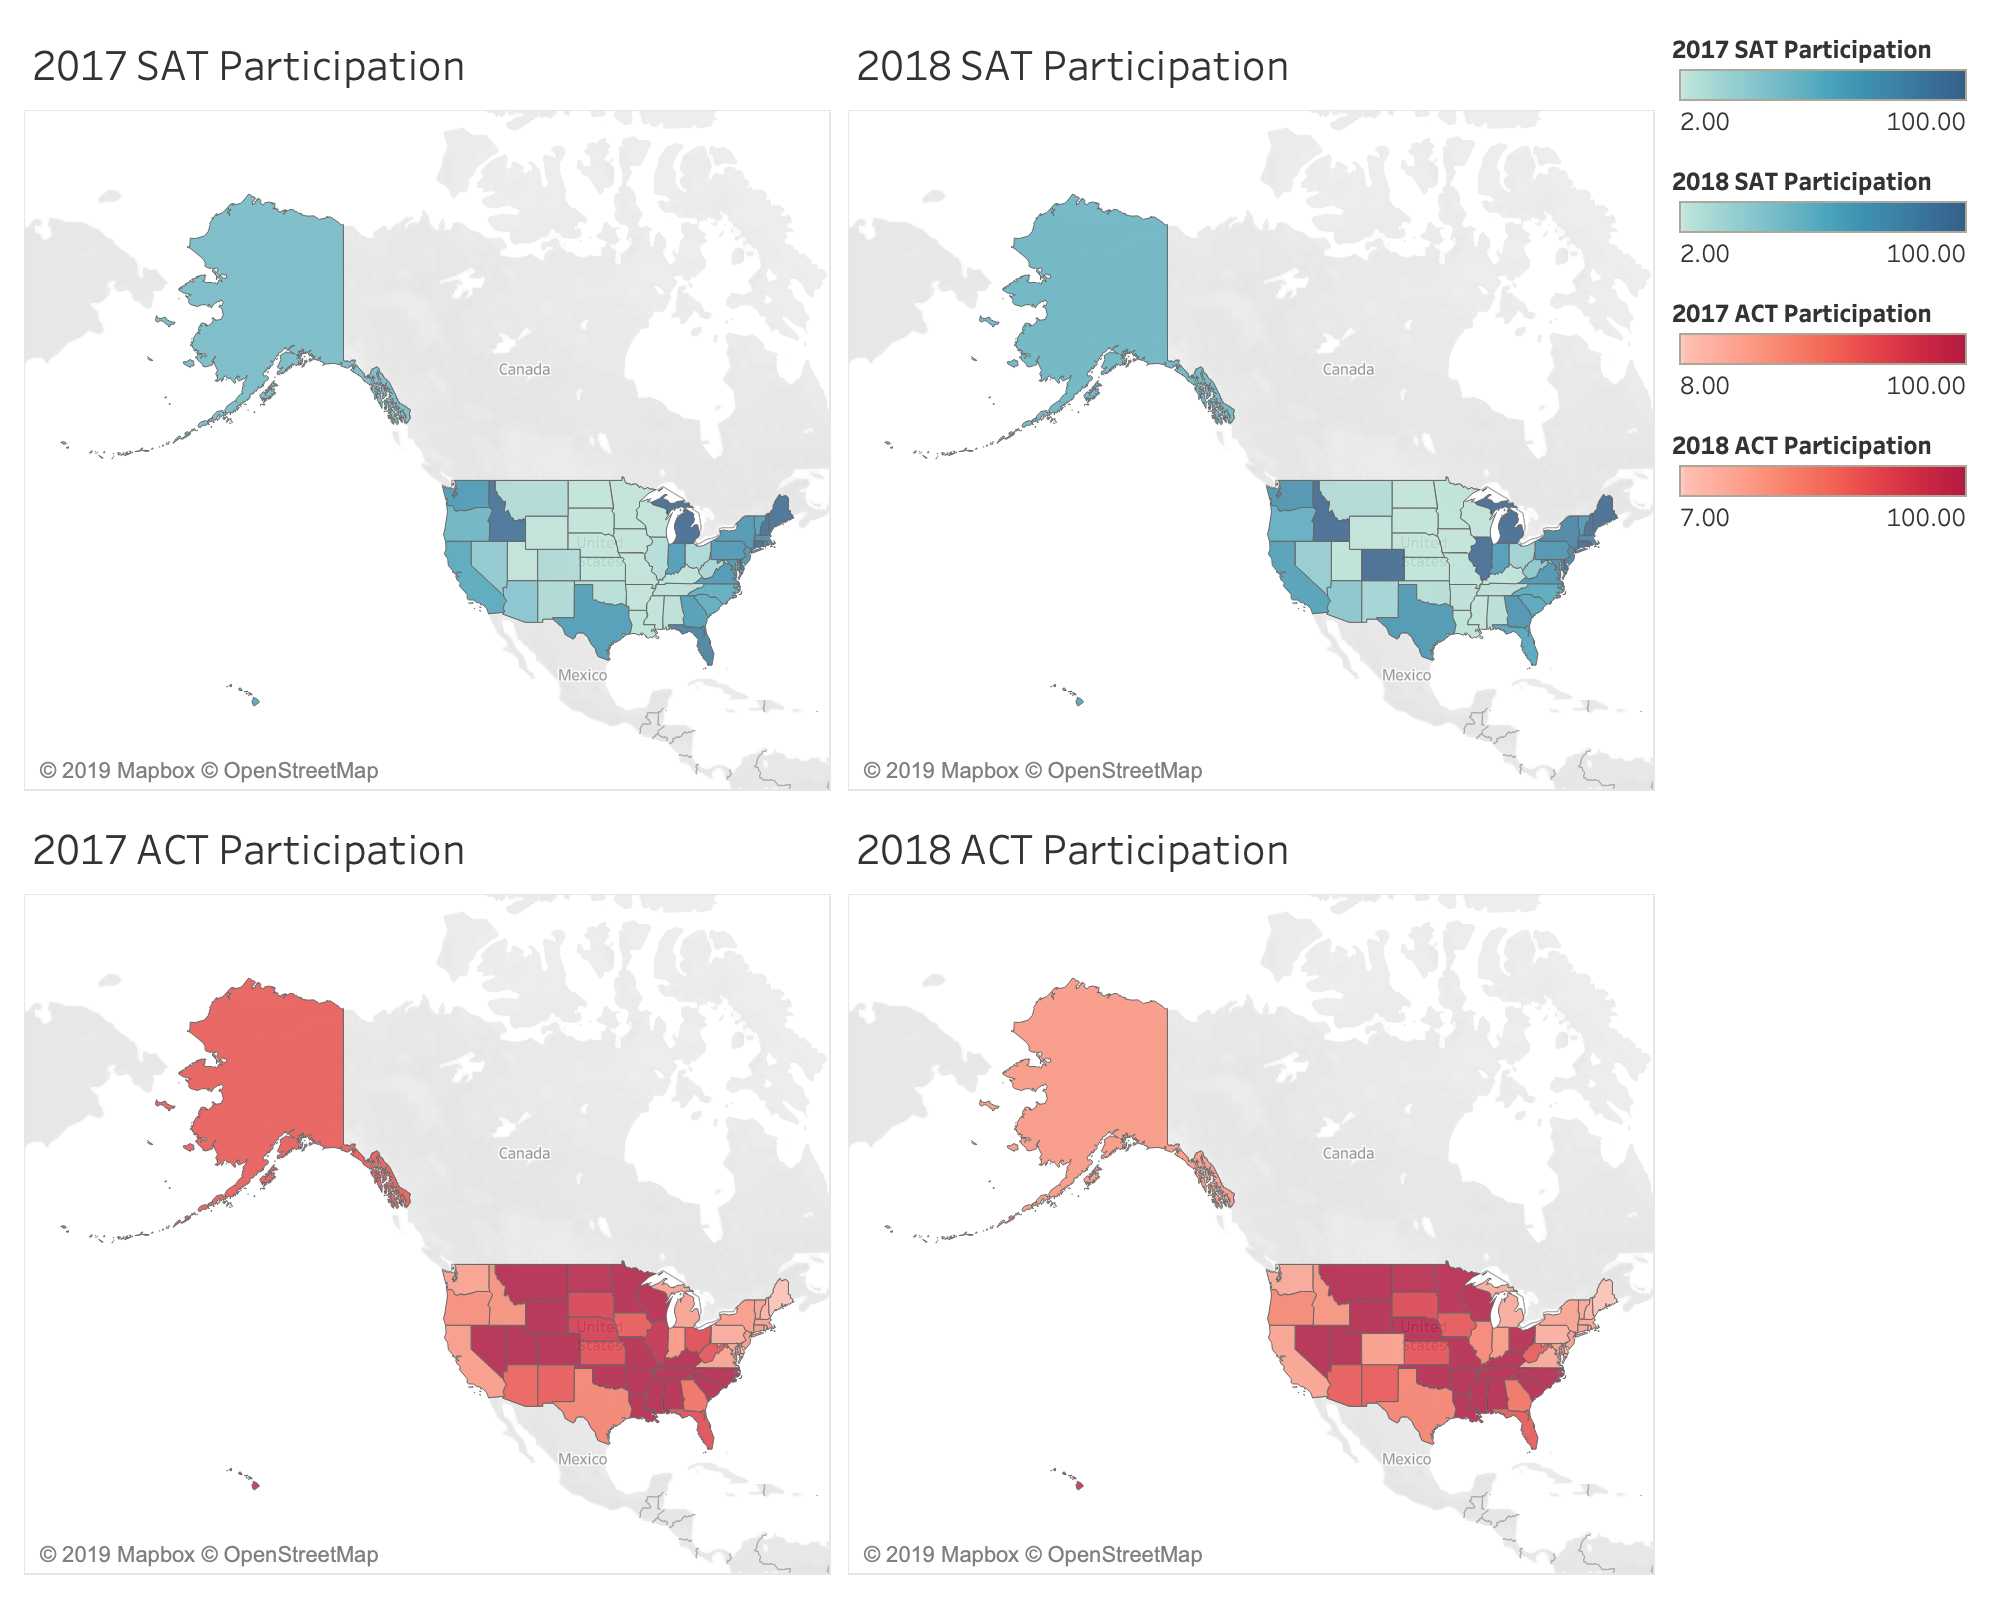 2017 SAT Participation
Canada
United
States
Mexico
© 2019 Mapbox © OpenStreetMap
2018 SAT Participation
Canada
United
States
Mexico
© 2019 Mapbox © OpenStreetMap
2017 SAT Participation
2.00 100.00
2018 SAT Participation
2.00 100.00
2017 ACT Participation
8.00 100.00
2018 ACT Participation
7.00 100.00
2017 ACT Participation
Canada
United
States
Mexico
© 2019 Mapbox © OpenStreetMap
2018 ACT Participation
Canada
United
States
Mexico
© 2019 Mapbox © OpenStreetMap